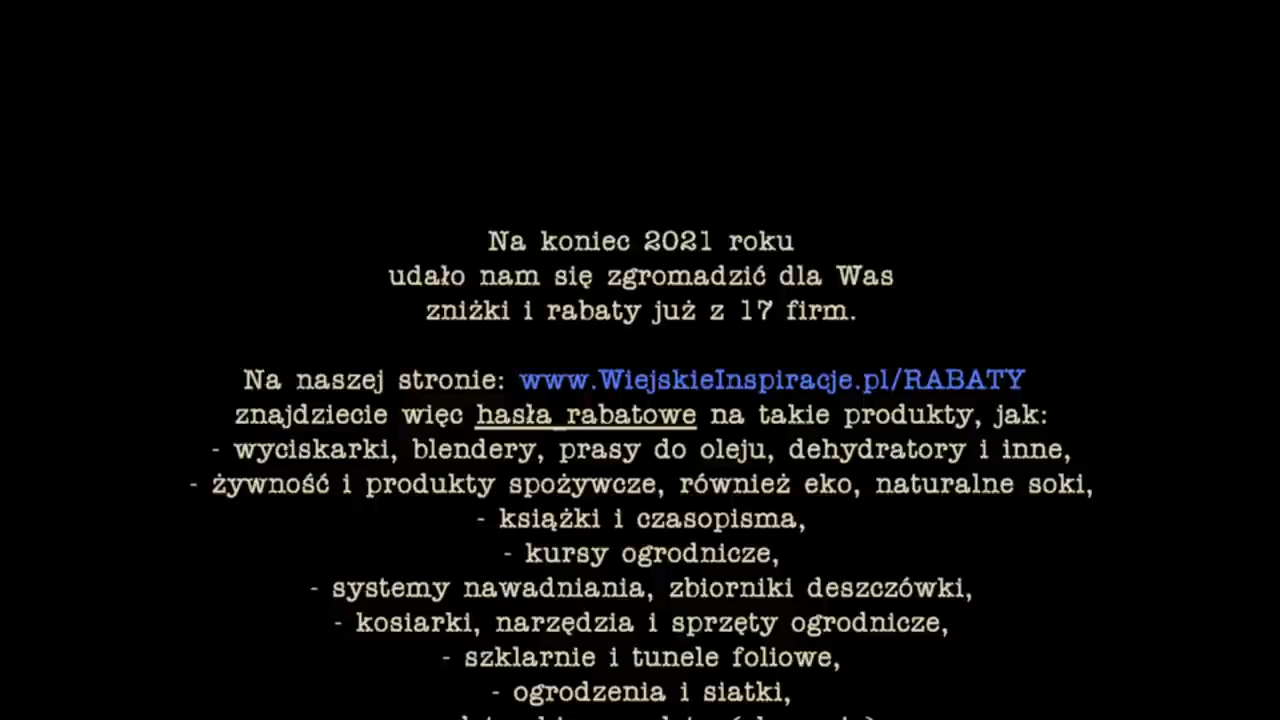 Na koniec 2021 roku
udało nam się zgromadzić dla Was
zniżki i rabaty już z 17 firm.
Na naszej stronie: www.WiejskieInspiracje.pl/RABATY
znajdziecie więc hasła rabatowe na takie produkty, jak:
- wyciskarki, blendery, prasy do oleju, dehydratory i inne,
- żywność i produkty spożywcze, również eko, naturalne soki,
- książki i czasopisma,
- kursy ogrodnicze,
- systemy nawadniania, zbiorniki deszczówki,
- kosiarki, narzędzia i sprzęty ogrodnicze,
- szklarnie i tunele foliowe,
- ogrodzenia i siatki,